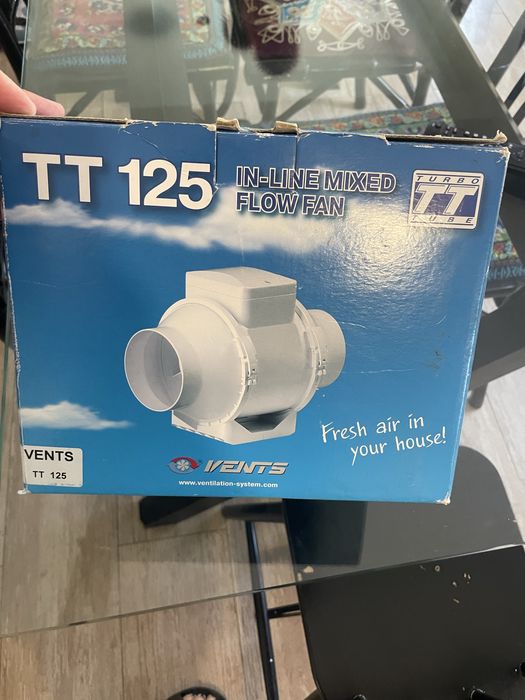 TT 125
IN-LINE MIXED
FLOW FAN
TURBO
TT
TUBE
Fresh air in
your house!
VENTS
www.ventilation-system.com
VENTS
TT 125